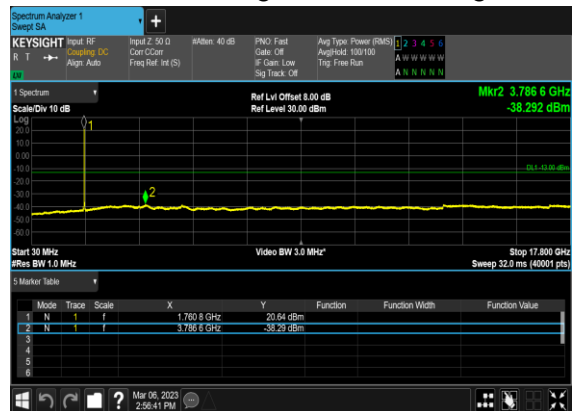 Spectrum Analyzer 1
Swept SA
+
KEYSIGHT Input: RF Input Z: 50 Ω #Atten: 40 dB PNO: Fast Avg Type: Power (RMS) 1 2 3 4 5 6
R T Coupling: DC Corr CCorr Gate: Off Avg|Hold: 100/100 A W W W W W
Align: Auto Freq Ref: Int (S) IF Gain: Low Trig: Free Run
LW Sig Track: Off A N N N N N
1 Spectrum Ref Lvl Offset 8.00 dB Mkr2 3.786 6 GHz
Scale/Div 10 dB Ref Level 30.00 dBm -38.292 dBm
Log
20.0
10.0
0.00
-10.0
DL1 -13.00 dBm
-20.0
-30.0
-40.0
-50.0
-60.0
1
2
Start 30 MHz Video BW 3.0 MHz* Stop 17.800 GHz
#Res BW 1.0 MHz Sweep 32.0 ms (40001 pts)
5 Marker Table
Mode Trace Scale X Y Function Function Width Function Value
1 N 1 f 1.760 8 GHz 20.64 dBm
2 N 1 f 3.786 6 GHz -38.29 dBm
3
4
5
6
? Mar 06, 2023
2:56:41 PM